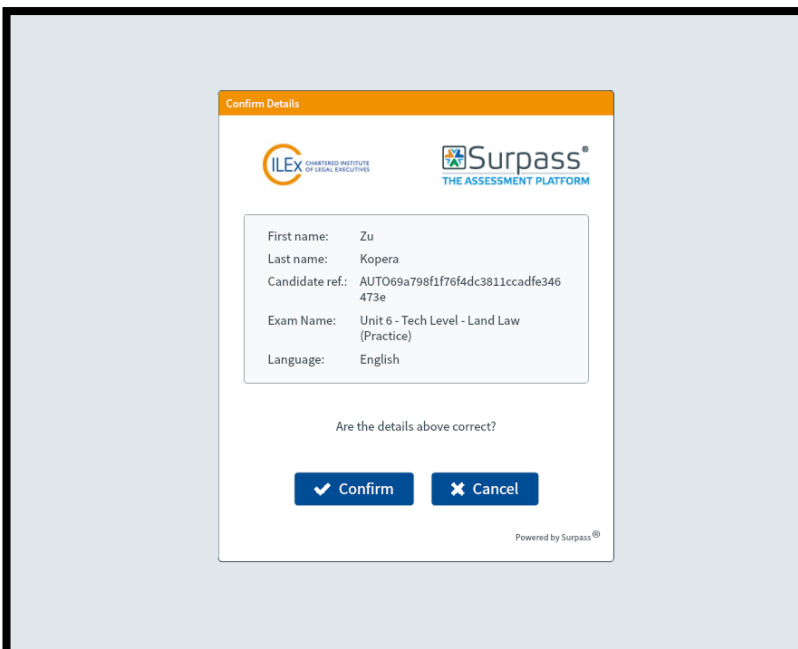 Confirm Details
ILEX CHARTERED INSTITUTE
OF LEGAL EXECUTIVES
Surpass®
THE ASSESSMENT PLATFORM
First name: Zu
Last name: Kopera
Candidate ref.: AUTO69a798f1f76f4dc3811ccadfe346
473e
Exam Name: Unit 6 - Tech Level - Land Law
(Practice)
Language: English
Are the details above correct?
Confirm Cancel
Powered by Surpass®